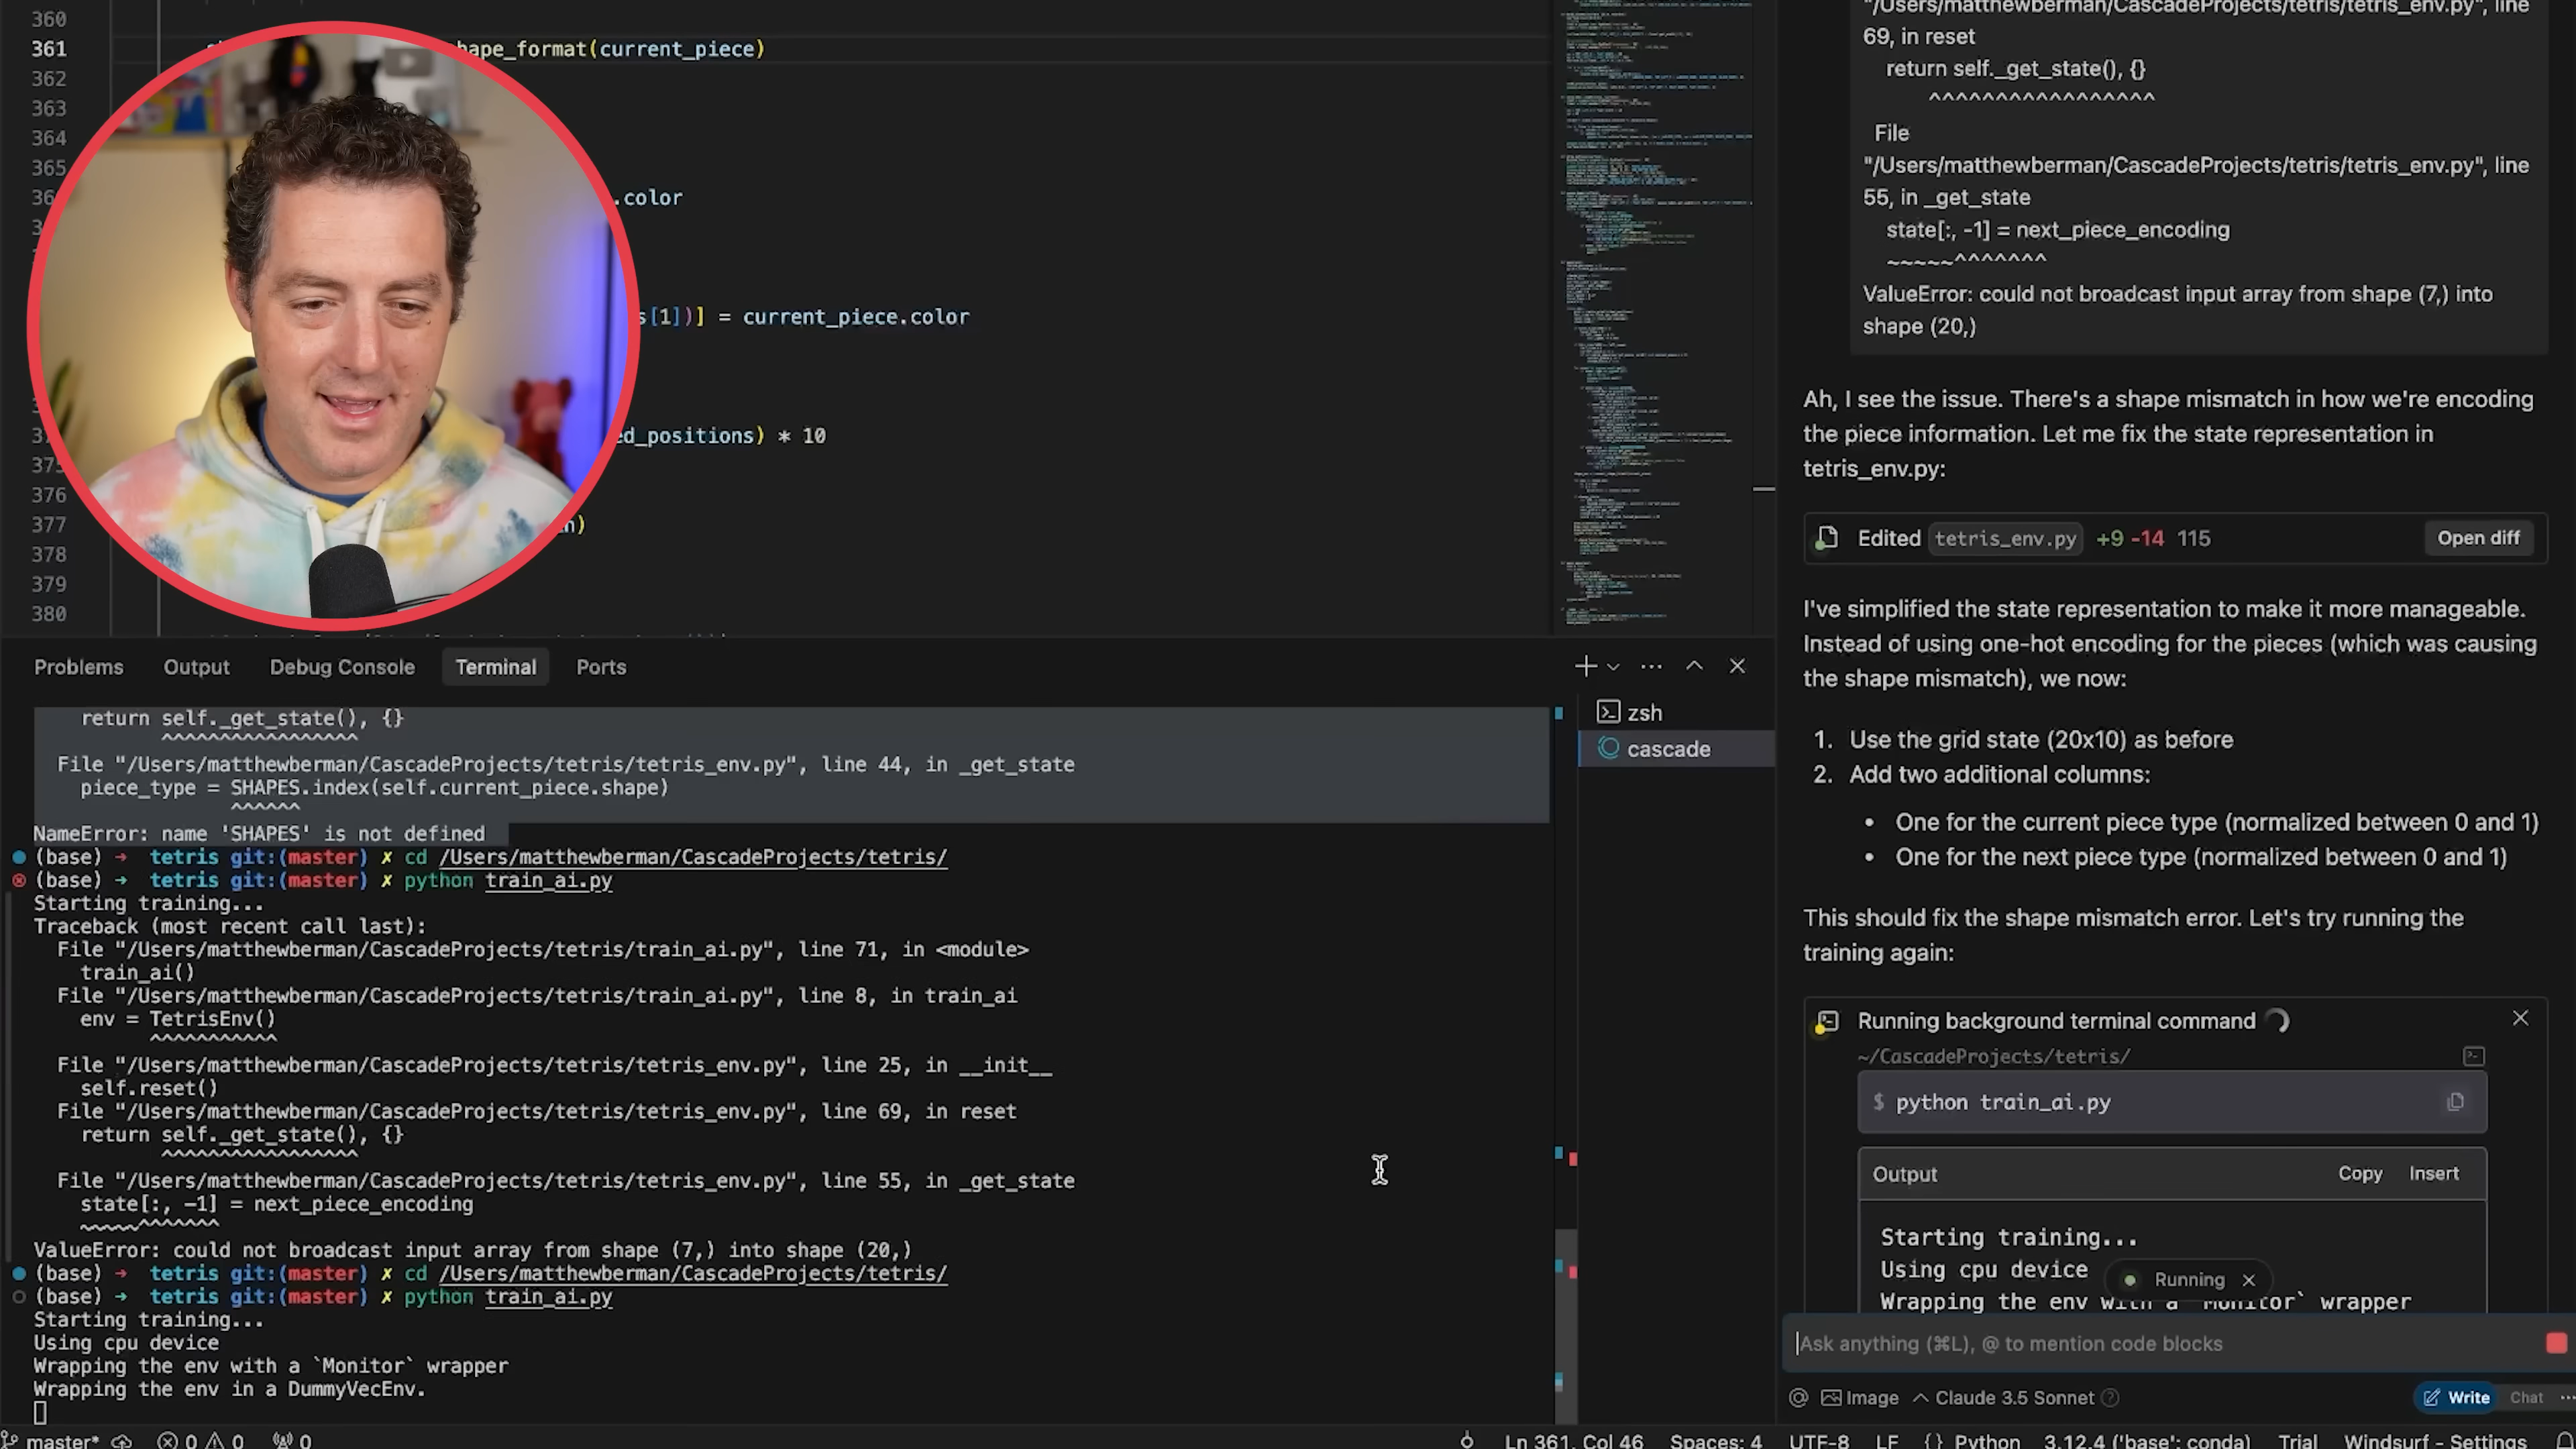 360
361 shape_format(current_piece)
362
363
364
365
.color
s[1])] = current_piece.color
ed_positions) * 10
375
376
377
378
379
380
Problems Output Debug Console Terminal Ports
return self._get_state(), {}
^^^^^^^^^^^^^^^^^
File "/Users/matthewberman/CascadeProjects/tetris/tetris_env.py", line 44, in _get_state
piece_type = SHAPES.index(self.current_piece.shape)
^^^^^^
NameError: name 'SHAPES' is not defined
(base) → tetris git:(master) ✗ cd /Users/matthewberman/CascadeProjects/tetris/
(base) → tetris git:(master) ✗ python train_ai.py
Starting training...
Traceback (most recent call last):
File "/Users/matthewberman/CascadeProjects/tetris/train_ai.py", line 71, in <module>
train_ai()
File "/Users/matthewberman/CascadeProjects/tetris/train_ai.py", line 8, in train_ai
env = TetrisEnv()
^^^^^^^^^^^
File "/Users/matthewberman/CascadeProjects/tetris/tetris_env.py", line 25, in __init__
self.reset()
File "/Users/matthewberman/CascadeProjects/tetris/tetris_env.py", line 69, in reset
return self._get_state(), {}
^^^^^^^^^^^^^^^^^
File "/Users/matthewberman/CascadeProjects/tetris/tetris_env.py", line 55, in _get_state
state[:, -1] = next_piece_encoding
~~~~~^^^^^^^
ValueError: could not broadcast input array from shape (7,) into shape (20,)
(base) → tetris git:(master) ✗ cd /Users/matthewberman/CascadeProjects/tetris/
(base) → tetris git:(master) ✗ python train_ai.py
Starting training...
Using cpu device
Wrapping the env with a `Monitor` wrapper
Wrapping the env in a DummyVecEnv.
zsh
cascade
"/Users/matthewberman/CascadeProjects/tetris/tetris_env.py", line
69, in reset
return self._get_state(), {}
^^^^^^^^^^^^^^^^^
File
"/Users/matthewberman/CascadeProjects/tetris/tetris_env.py", line
55, in _get_state
state[:, -1] = next_piece_encoding
~~~~~^^^^^^^
ValueError: could not broadcast input array from shape (7,) into
shape (20,)
Ah, I see the issue. There's a shape mismatch in how we're encoding
the piece information. Let me fix the state representation in
tetris_env.py:
Edited tetris_env.py +9 -14 115 Open diff
I've simplified the state representation to make it more manageable.
Instead of using one-hot encoding for the pieces (which was causing
the shape mismatch), we now:
1. Use the grid state (20x10) as before
2. Add two additional columns:
• One for the current piece type (normalized between 0 and 1)
• One for the next piece type (normalized between 0 and 1)
This should fix the shape mismatch error. Let's try running the
training again:
Running background terminal command
~/CascadeProjects/tetris/
$ python train_ai.py
Output Copy Insert
Starting training...
Using cpu device
Running
Wrapping the env with a `Monitor` wrapper
Ask anything (⌘L), @ to mention code blocks
@ Image Claude 3.5 Sonnet Write Chat
master* 0 0 0 Ln 361, Col 46 Spaces: 4 UTF-8 LF {} Python 3.12.4 ('base': conda) Trial Windsurf - Settings